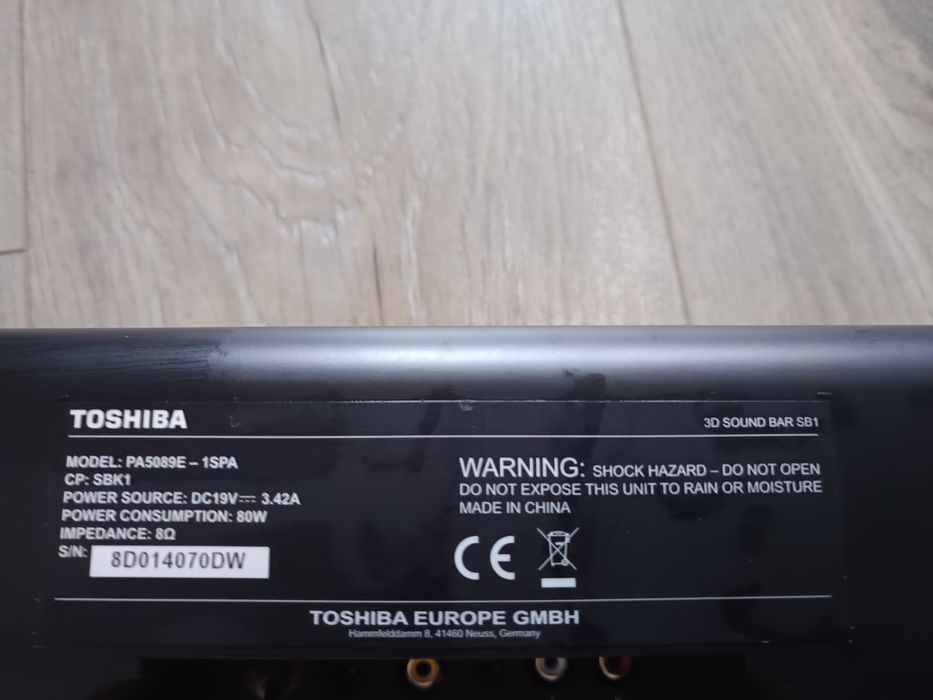 TOSHIBA
3D SOUND BAR SB1
MODEL: PA5089E – 1SPA
CP: SBK1
POWER SOURCE: DC19V⎓ 3.42A
POWER CONSUMPTION: 80W
IMPEDANCE: 8Ω
S/N: 8D014070DW
WARNING: SHOCK HAZARD – DO NOT OPEN
DO NOT EXPOSE THIS UNIT TO RAIN OR MOISTURE
MADE IN CHINA
CE
TOSHIBA EUROPE GMBH
Hammfelddamm 8, 41460 Neuss, Germany